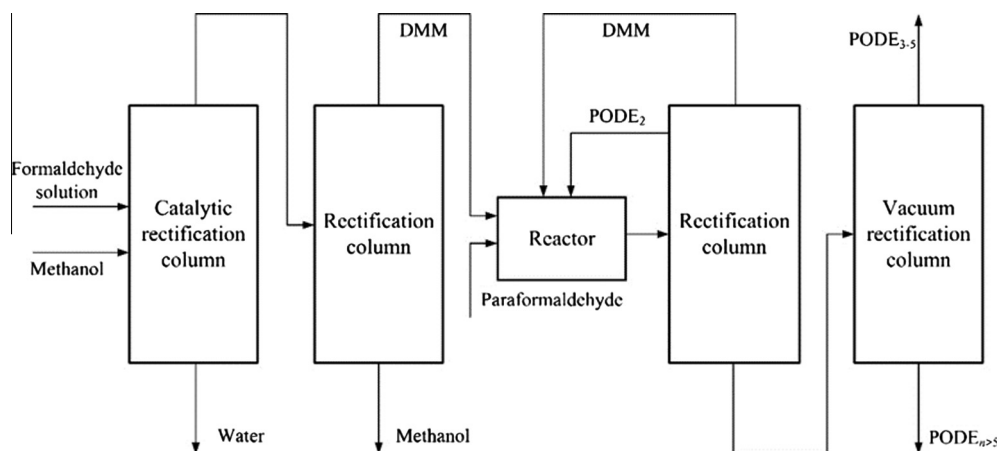 DMM
DMM
PODE3-5
PODE2
Formaldehyde
solution
Methanol
Catalytic
rectification
column
Rectification
column
Reactor
Paraformaldehyde
Rectification
column
Vacuum
rectification
column
Water
Methanol
PODEn>5